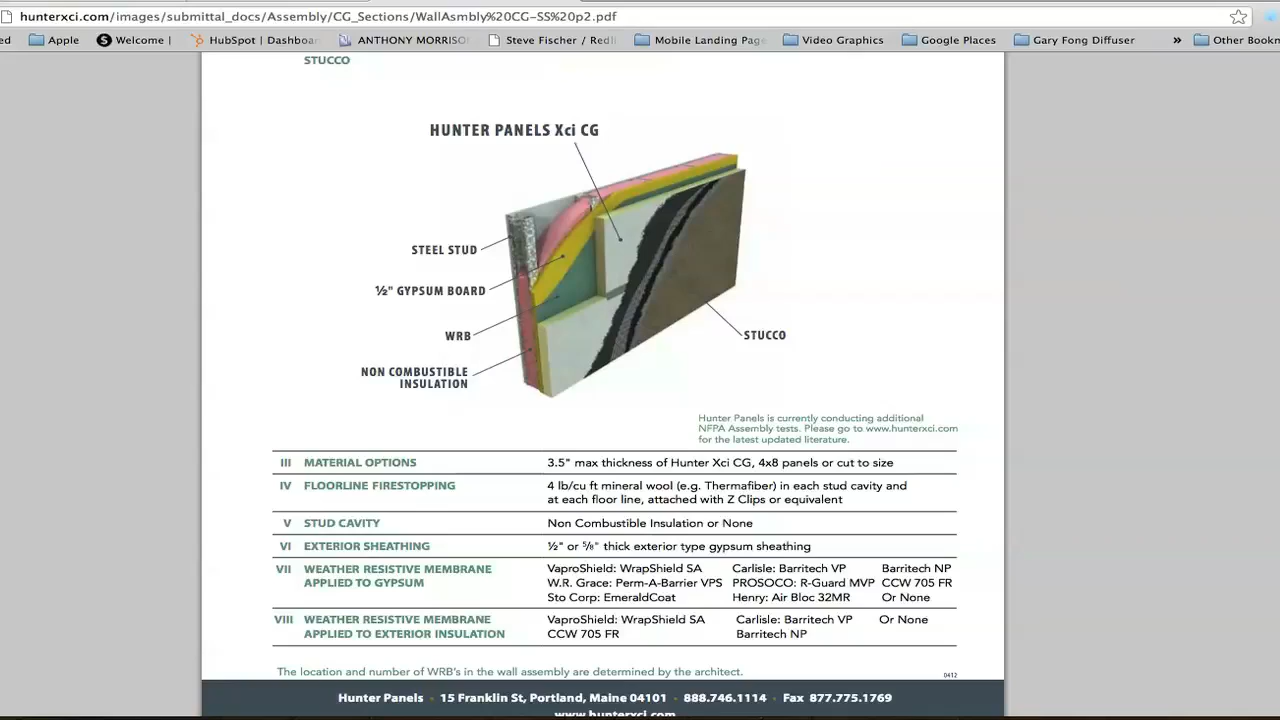 hunterxci.com/images/submittal_docs/Assembly/CG_Sections/WallAsmbly%20CG-SS%20p2.pdf
ed Apple Welcome | HubSpot | Dashboa ANTHONY MORRISO Steve Fischer / Redl Mobile Landing Page Video Graphics Google Places Gary Fong Diffuser » Other Bookm
STUCCO
HUNTER PANELS Xci CG
STEEL STUD
½" GYPSUM BOARD
WRB
STUCCO
NON COMBUSTIBLE
INSULATION
Hunter Panels is currently conducting additional
NFPA Assembly tests. Please go to www.hunterxci.com
for the latest updated literature.
III MATERIAL OPTIONS 3.5" max thickness of Hunter Xci CG, 4x8 panels or cut to size
IV FLOORLINE FIRESTOPPING 4 lb/cu ft mineral wool (e.g. Thermafiber) in each stud cavity and
at each floor line, attached with Z Clips or equivalent
V STUD CAVITY Non Combustible Insulation or None
VI EXTERIOR SHEATHING ½" or ⅝" thick exterior type gypsum sheathing
VII WEATHER RESISTIVE MEMBRANE VaproShield: WrapShield SA Carlisle: Barritech VP Barritech NP
APPLIED TO GYPSUM W.R. Grace: Perm-A-Barrier VPS PROSOCO: R-Guard MVP CCW 705 FR
Sto Corp: EmeraldCoat Henry: Air Bloc 32MR Or None
VIII WEATHER RESISTIVE MEMBRANE VaproShield: WrapShield SA Carlisle: Barritech VP Or None
APPLIED TO EXTERIOR INSULATION CCW 705 FR Barritech NP
The location and number of WRB's in the wall assembly are determined by the architect.
0412
Hunter Panels • 15 Franklin St, Portland, Maine 04101 • 888.746.1114 • Fax 877.775.1769
www.hunterxci.com